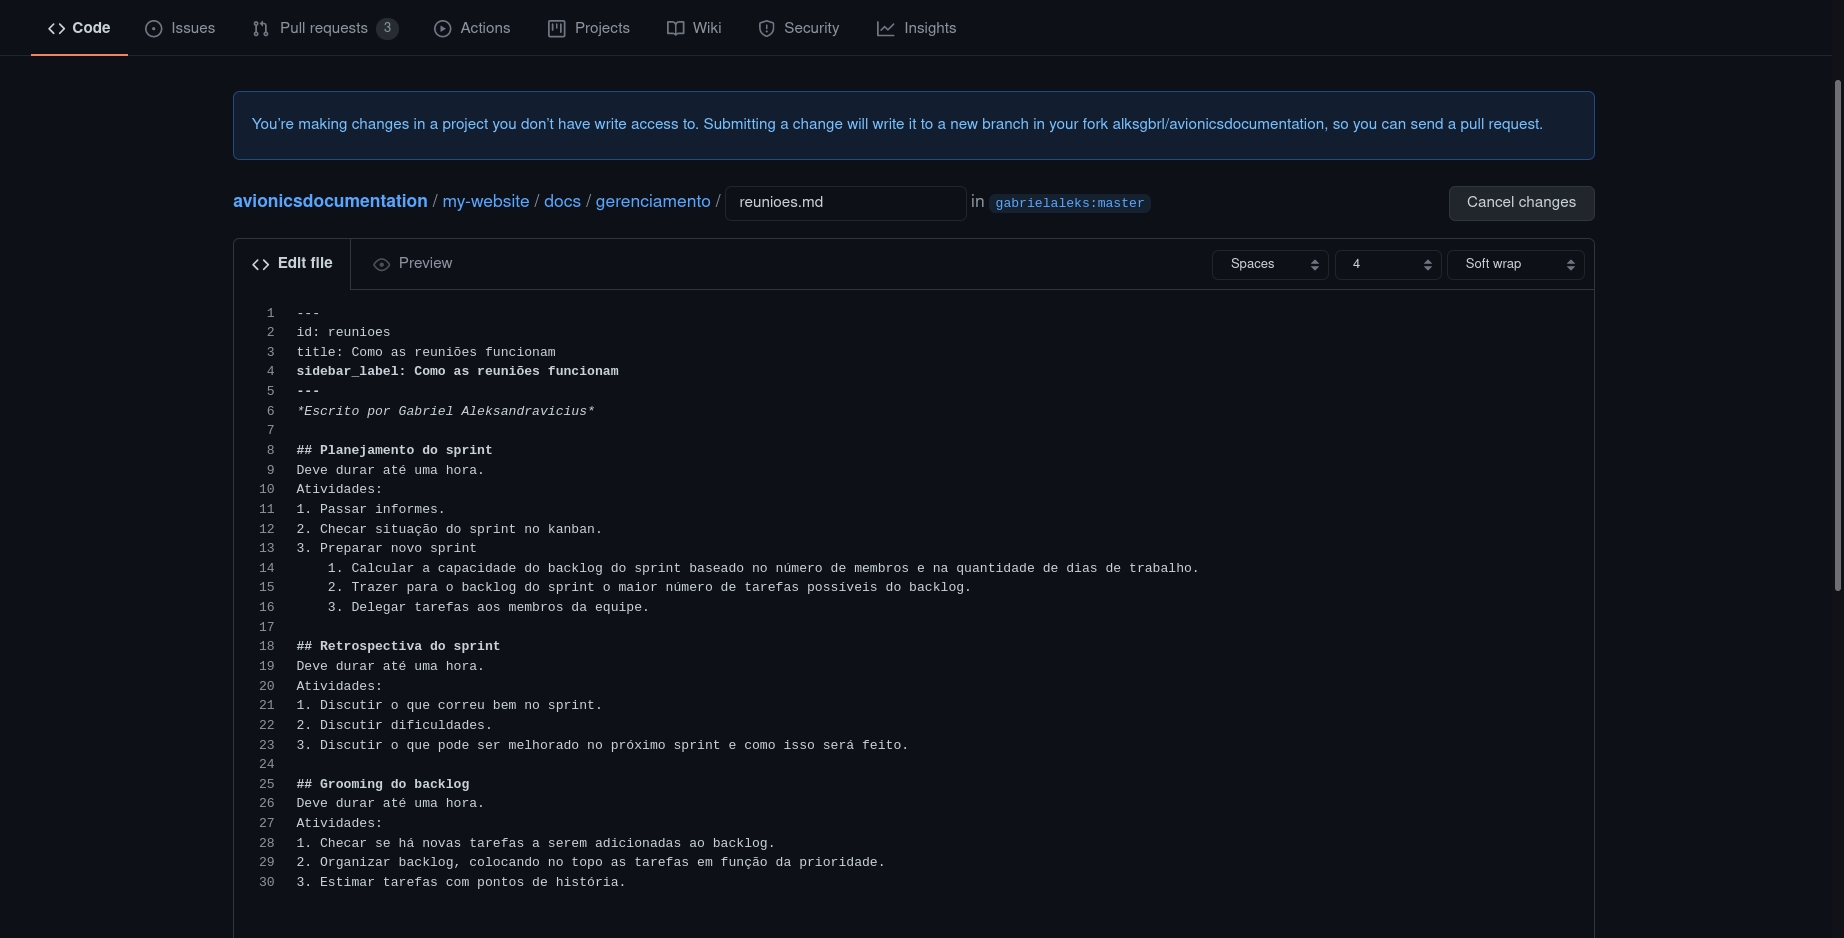 Code Issues Pull requests 3 Actions Projects Wiki Security Insights
You're making changes in a project you don't have write access to. Submitting a change will write it to a new branch in your fork alksgbrl/avionicsdocumentation, so you can send a pull request.
avionicsdocumentation / my-website / docs / gerenciamento / reunioes.md in gabrielaleks:master Cancel changes
Edit file Preview Spaces 4 Soft wrap
1 ---
2 id: reunioes
3 title: Como as reuniões funcionam
4 sidebar_label: Como as reuniões funcionam
5 ---
6 *Escrito por Gabriel Aleksandravicius*
7
8 ## Planejamento do sprint
9 Deve durar até uma hora.
10 Atividades:
11 1. Passar informes.
12 2. Checar situação do sprint no kanban.
13 3. Preparar novo sprint
14     1. Calcular a capacidade do backlog do sprint baseado no número de membros e na quantidade de dias de trabalho.
15     2. Trazer para o backlog do sprint o maior número de tarefas possíveis do backlog.
16     3. Delegar tarefas aos membros da equipe.
17
18 ## Retrospectiva do sprint
19 Deve durar até uma hora.
20 Atividades:
21 1. Discutir o que correu bem no sprint.
22 2. Discutir dificuldades.
23 3. Discutir o que pode ser melhorado no próximo sprint e como isso será feito.
24
25 ## Grooming do backlog
26 Deve durar até uma hora.
27 Atividades:
28 1. Checar se há novas tarefas a serem adicionadas ao backlog.
29 2. Organizar backlog, colocando no topo as tarefas em função da prioridade.
30 3. Estimar tarefas com pontos de história.